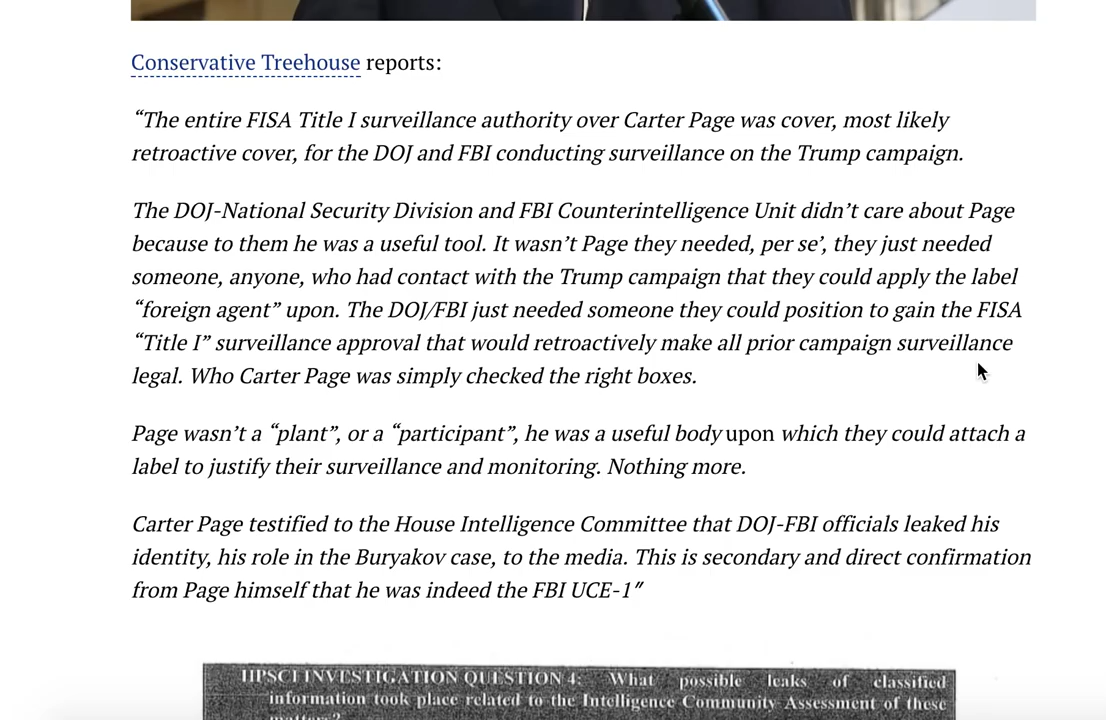 Conservative Treehouse reports:
“The entire FISA Title I surveillance authority over Carter Page was cover, most likely
retroactive cover, for the DOJ and FBI conducting surveillance on the Trump campaign.
The DOJ-National Security Division and FBI Counterintelligence Unit didn’t care about Page
because to them he was a useful tool. It wasn’t Page they needed, per se’, they just needed
someone, anyone, who had contact with the Trump campaign that they could apply the label
“foreign agent” upon. The DOJ/FBI just needed someone they could position to gain the FISA
“Title I” surveillance approval that would retroactively make all prior campaign surveillance
legal. Who Carter Page was simply checked the right boxes.
Page wasn’t a “plant”, or a “participant”, he was a useful body upon which they could attach a
label to justify their surveillance and monitoring. Nothing more.
Carter Page testified to the House Intelligence Committee that DOJ-FBI officials leaked his
identity, his role in the Buryakov case, to the media. This is secondary and direct confirmation
from Page himself that he was indeed the FBI UCE-1″
HPSCI INVESTIGATION QUESTION 4: What possible leaks of classified
information took place related to the Intelligence Community Assessment of these